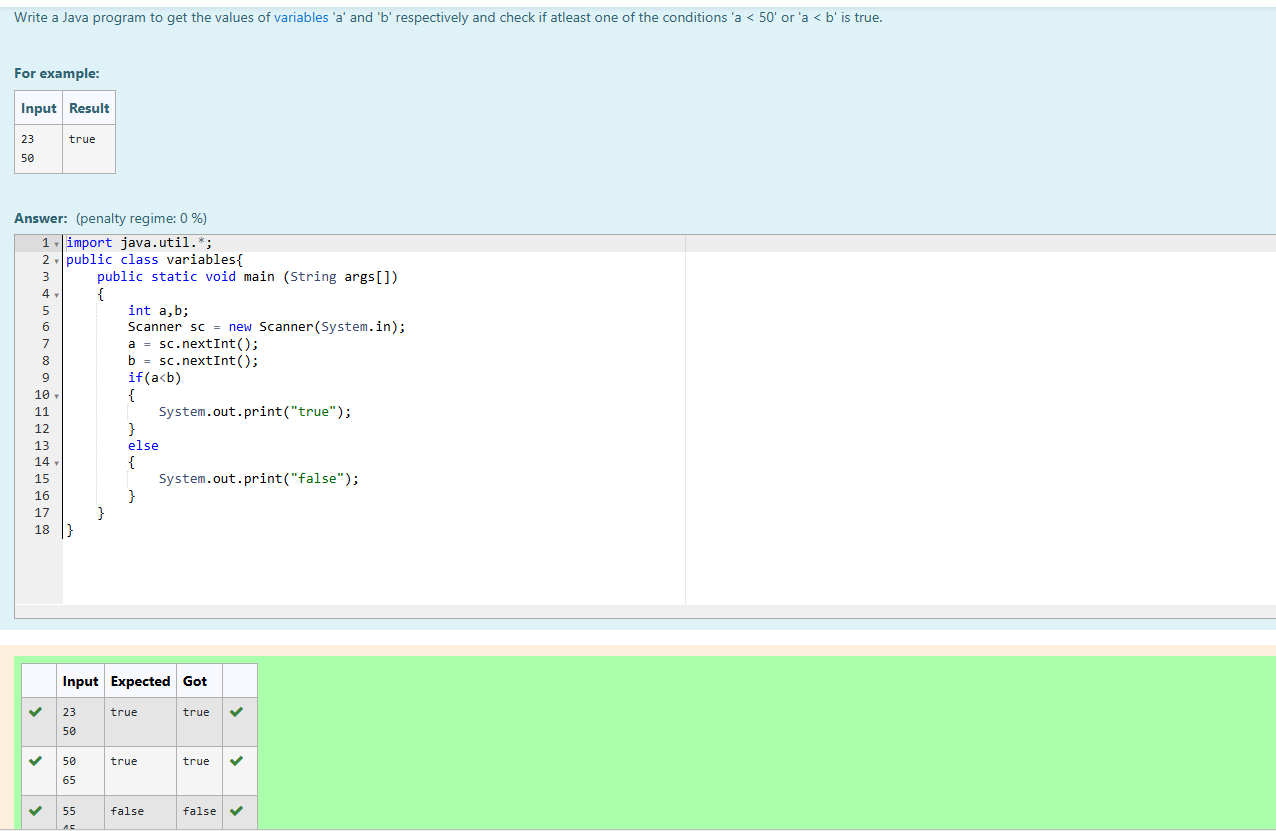 Write a Java program to get the values of variables 'a' and 'b' respectively and check if atleast one of the conditions 'a < 50' or 'a < b' is true.
For example:
Input Result
23 true
50
Answer: (penalty regime: 0 %)
1 import java.util.*;
2 public class variables{
3 public static void main (String args[])
4 {
5 int a,b;
6 Scanner sc = new Scanner(System.in);
7 a = sc.nextInt();
8 b = sc.nextInt();
9 if(a<b)
10 {
11 System.out.print("true");
12 }
13 else
14 {
15 System.out.print("false");
16 }
17 }
18 }
Input Expected Got
23 true true
50
50 true true
65
55 false false